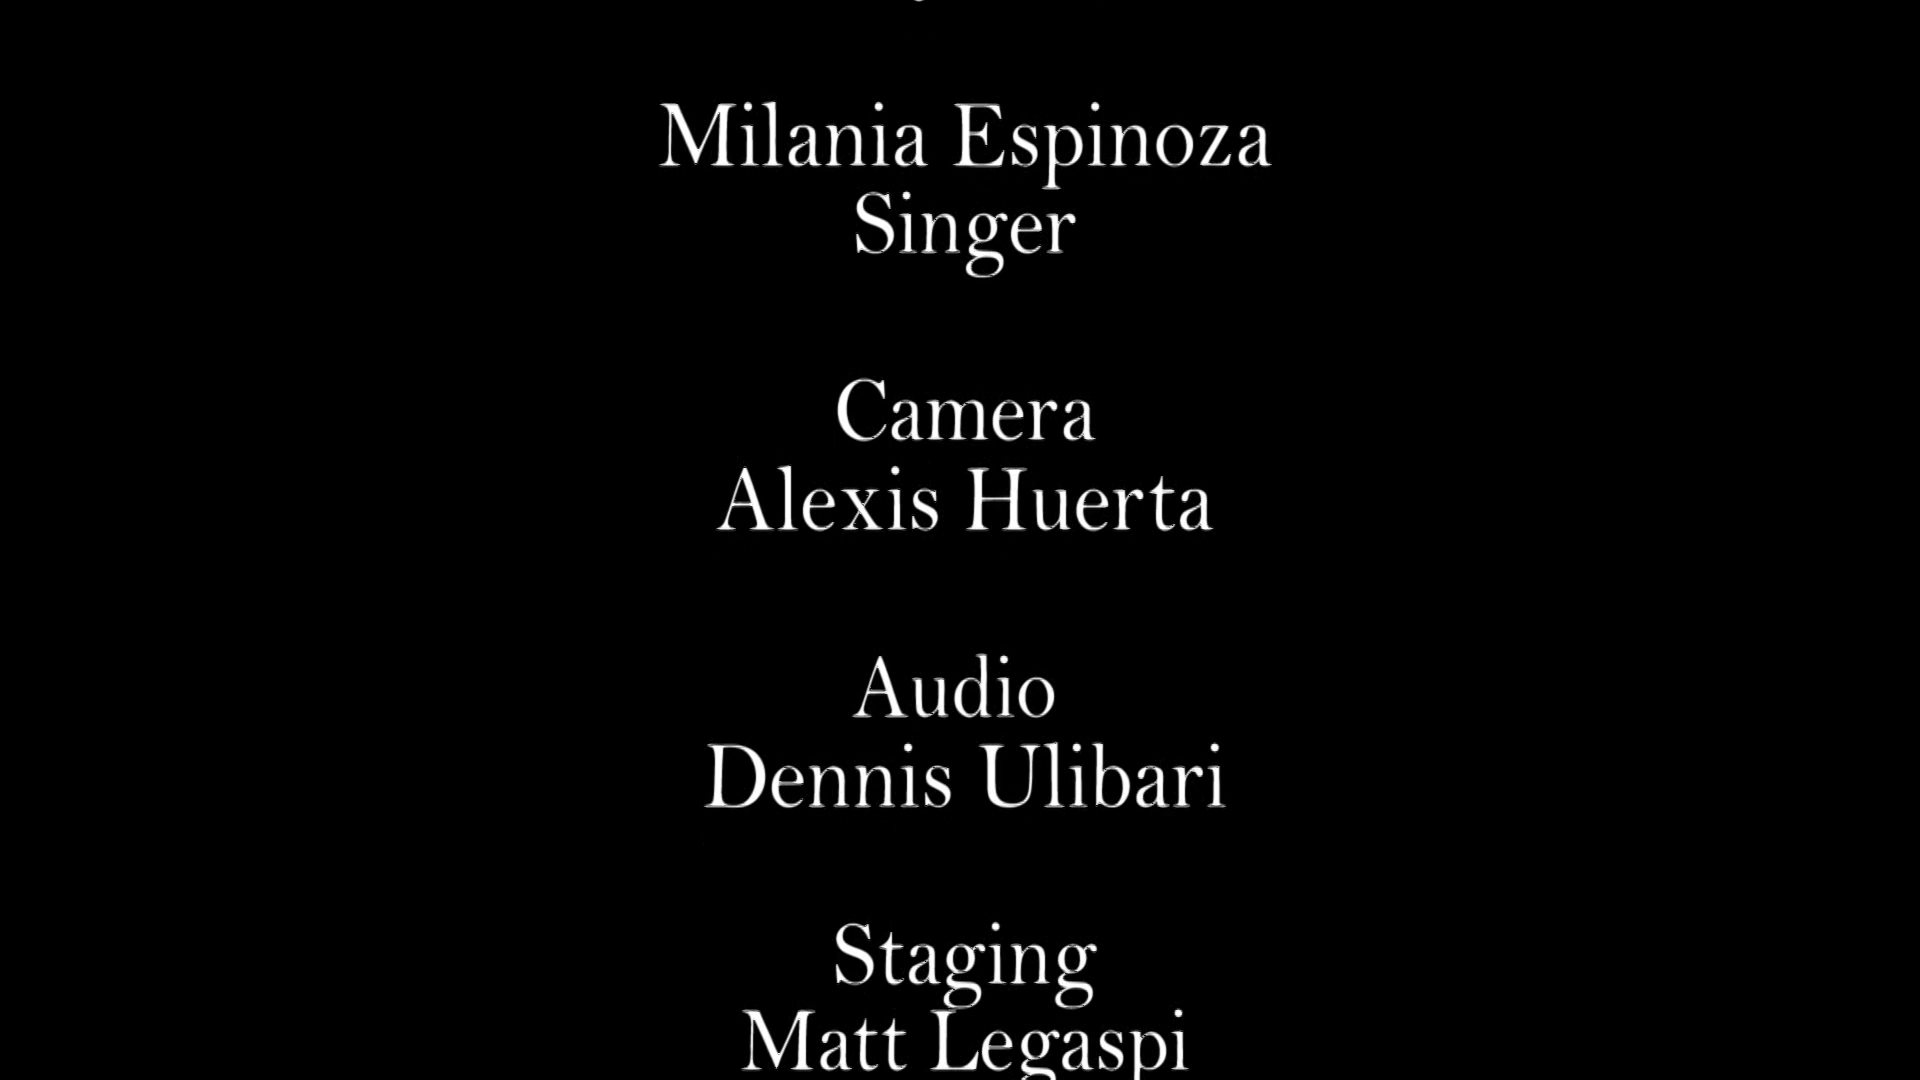 Milania Espinoza
Singer
Camera
Alexis Huerta
Audio
Dennis Ulibari
Staging
Matt Legaspi